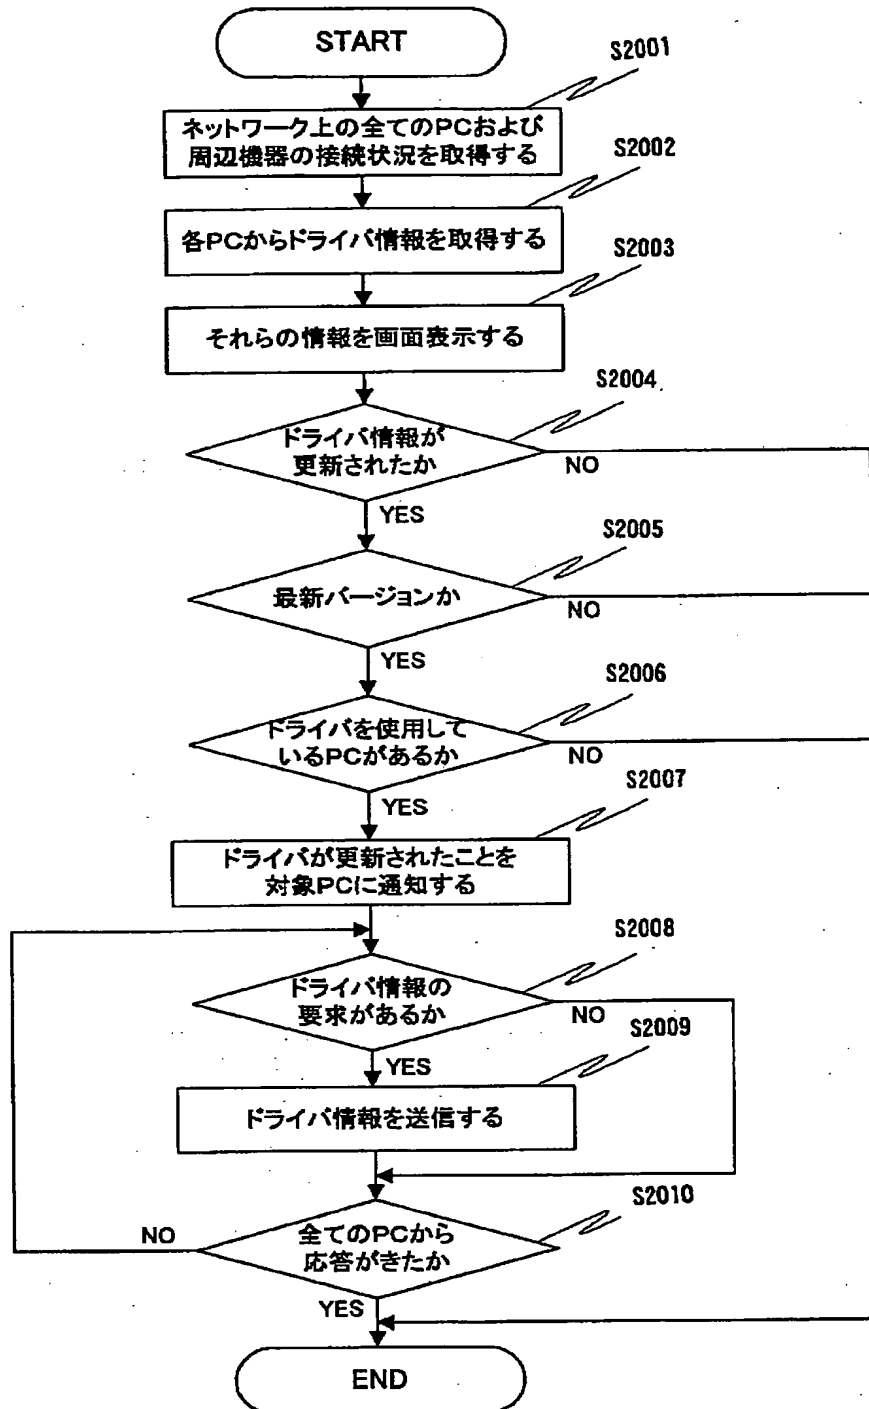 START
S2001
ネットワーク上の全てのPCおよび
周辺機器の接続状況を取得する
S2002
各PCからドライバ情報を取得する
S2003
それらの情報を画面表示する
S2004
ドライバ情報が
更新されたか
NO
YES
S2005
最新バージョンか
NO
YES
S2006
ドライバを使用して
いるPCがあるか
NO
YES
S2007
ドライバが更新されたことを
対象PCに通知する
S2008
ドライバ情報の
要求があるか
NO
YES
S2009
ドライバ情報を送信する
S2010
全てのPCから
応答がきたか
NO
YES
END